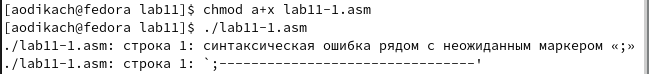 [aodikach@fedora lab11]$ chmod a+x lab11-1.asm
[aodikach@fedora lab11]$ ./lab11-1.asm
./lab11-1.asm: строка 1: синтаксическая ошибка рядом с неожиданным маркером «;»
./lab11-1.asm: строка 1: `;--------------------------------'